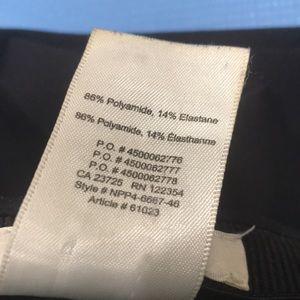 86% Polyamide, 14% Elastane
86% Polyamide, 14% Élasthanne
P.O. # 4500062776
P.O. # 4500062777
P.O. # 4500062778
CA 23725 RN 122354
Style # NPP4-6667-46
Article # 61023